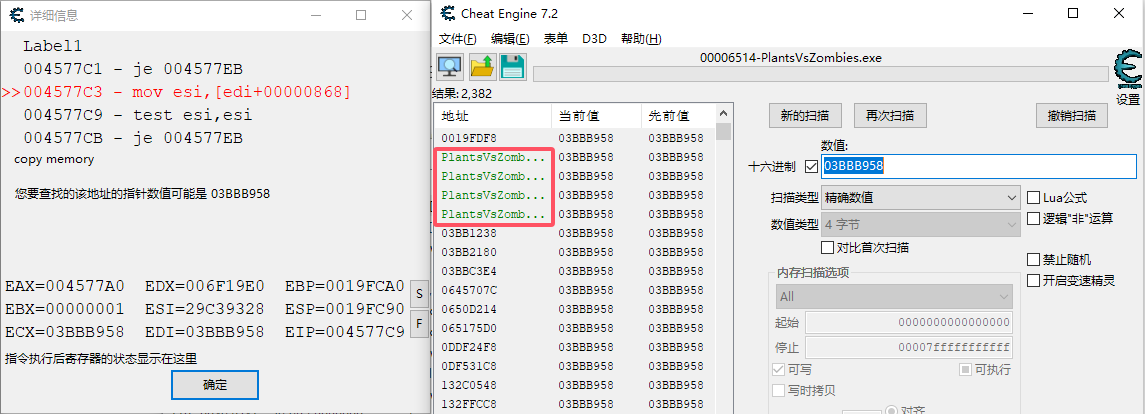 详细信息
Label1
004577C1 - je 004577EB
>>004577C3 - mov esi,[edi+00000868]
004577C9 - test esi,esi
004577CB - je 004577EB
copy memory
您要查找的该地址的指针数值可能是 03BBB958
EAX=004577A0 EDX=006F19E0 EBP=0019FCA0
EBX=00000001 ESI=29C39328 ESP=0019FC90
ECX=03BBB958 EDI=03BBB958 EIP=004577C9
S
F
指令执行后寄存器的状态显示在这里
确定
Cheat Engine 7.2
文件(F) 编辑(E) 表单 D3D 帮助(H)
00006514-PlantsVsZombies.exe
设置
结果:2,382
地址 当前值 先前值
0019FDF8 03BBB958 03BBB958
PlantsVsZomb... 03BBB958 03BBB958
PlantsVsZomb... 03BBB958 03BBB958
PlantsVsZomb... 03BBB958 03BBB958
PlantsVsZomb... 03BBB958 03BBB958
03BB1238 03BBB958 03BBB958
03BB2180 03BBB958 03BBB958
03BBC3E4 03BBB958 03BBB958
0645707C 03BBB958 03BBB958
0650D214 03BBB958 03BBB958
065175D0 03BBB958 03BBB958
0DDF24F8 03BBB958 03BBB958
0DF531C8 03BBB958 03BBB958
132C0548 03BBB958 03BBB958
132FFCC8 03BBB958 03BBB958
新的扫描 再次扫描 撤销扫描
数值:
十六进制 03BBB958
扫描类型 精确数值
数值类型 4 字节
对比首次扫描
Lua公式
逻辑"非"运算
禁止随机
开启变速精灵
内存扫描选项
All
起始 0000000000000000
停止 00007fffffffffff
可写 可执行
写时拷贝
对齐